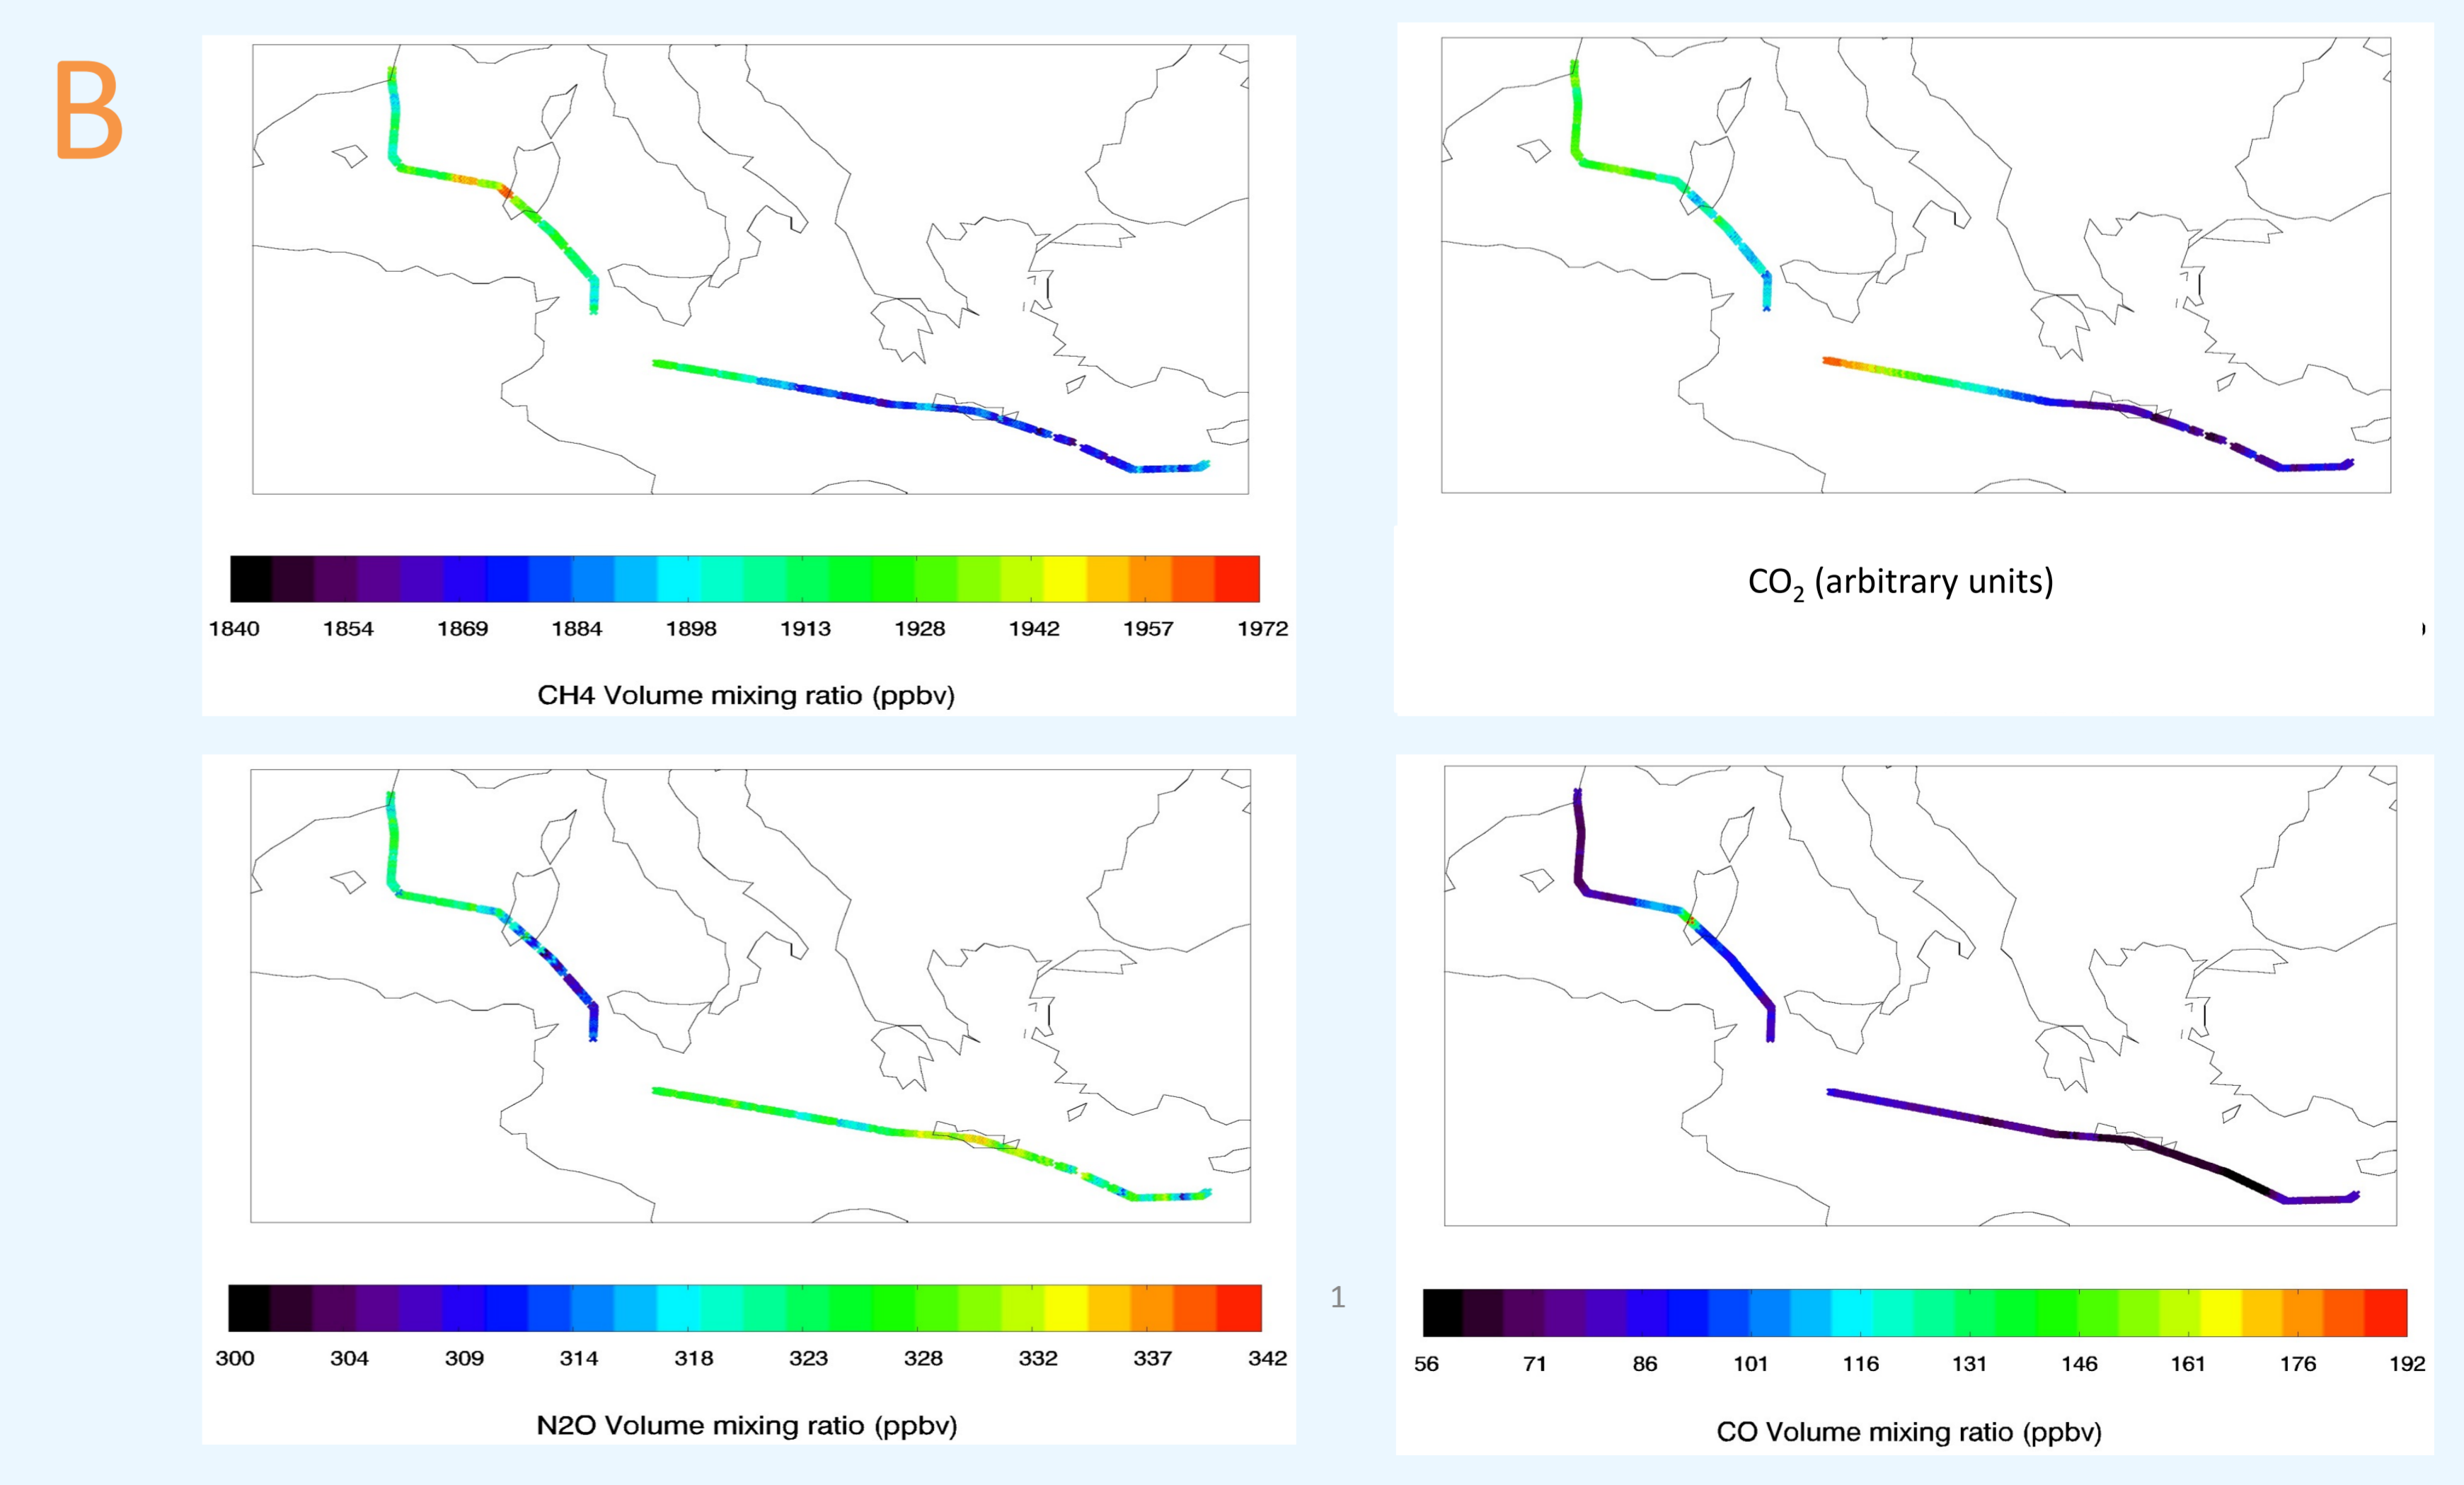 B
1840 1854 1869 1884 1898 1913 1928 1942 1957 1972
CH4 Volume mixing ratio (ppbv)
CO₂ (arbitrary units)
300 304 309 314 318 323 328 332 337 342
N2O Volume mixing ratio (ppbv)
1
56 71 86 101 116 131 146 161 176 192
CO Volume mixing ratio (ppbv)